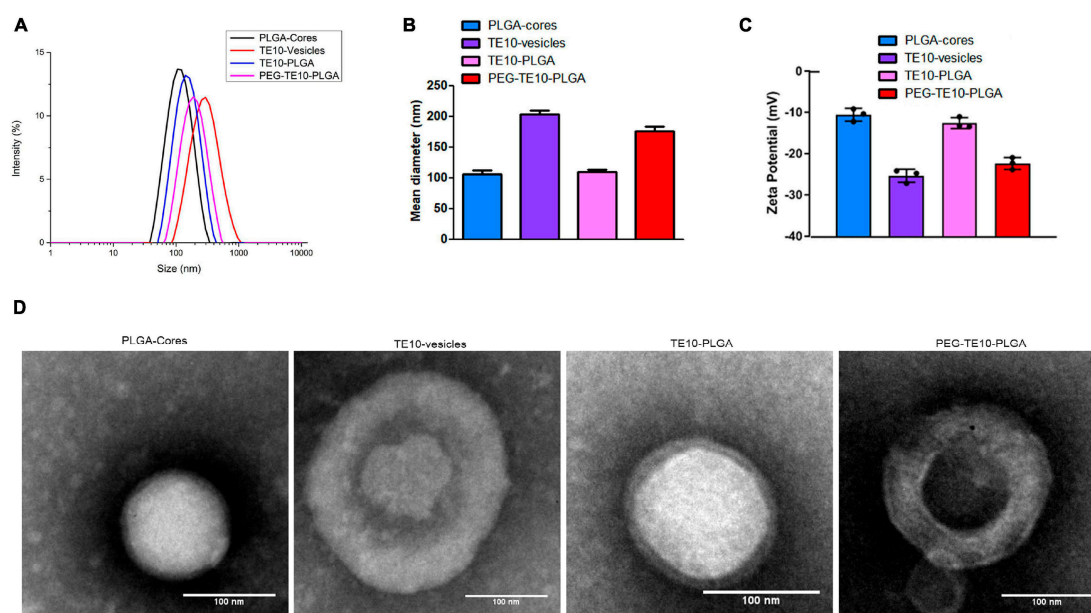 A
PLGA-Cores
TE10-Vesicles
TE10-PLGA
PEG-TE10-PLGA
15
10
5
0
Intensity (%)
1
10
100
1000
10000
Size (nm)
B
PLGA-cores
TE10-vesicles
TE10-PLGA
PEG-TE10-PLGA
250
200
150
100
50
0
Mean diameter (nm)
C
PLGA-cores
TE10-vesicles
TE10-PLGA
PEG-TE10-PLGA
0
-10
-20
-30
-40
Zeta Potential (mV)
D
PLGA-Cores
TE10-vesicles
TE10-PLGA
PEG-TE10-PLGA
100 nm
100 nm
100 nm
100 nm